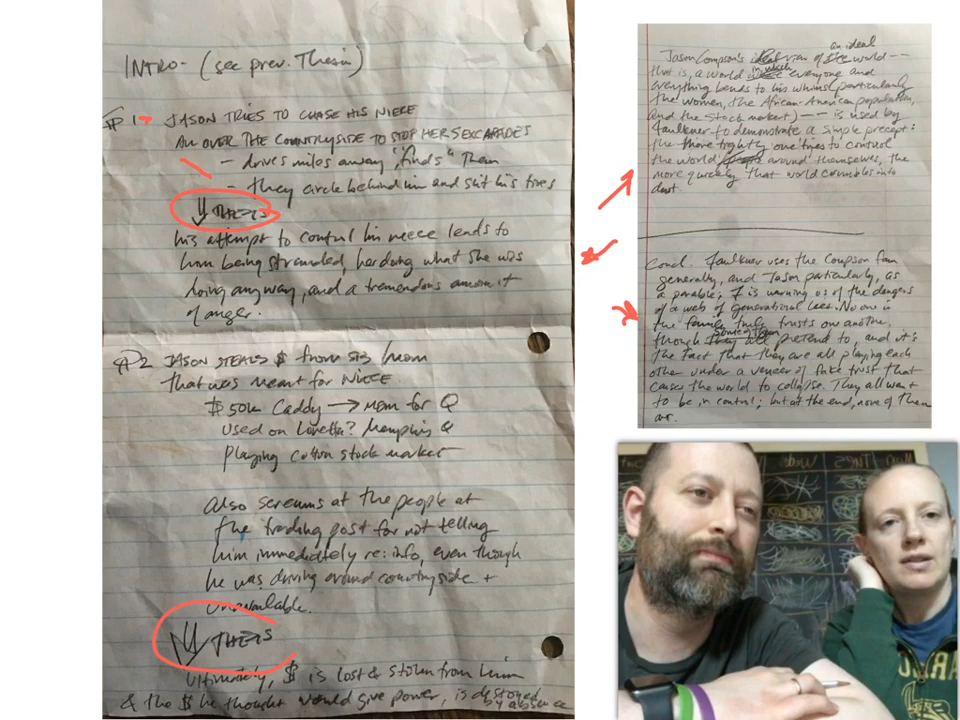 INTRO- (see prev. Thesis)
¶ 1- JASON TRIES TO CHASE HIS NIECE
ALL OVER THE COUNTRYSIDE TO STOP HER SEXCAPADES
- drives miles away "finds" them
- they circle behind him and slit his tires
THESIS
his attempt to control his niece leads to
him being stranded, her doing what she was
doing anyway, and a tremendous amount
of anger.
¶2 JASON STEALS $ from his mom
that was meant for NIECE
$50k Caddy → mom for Q
used on Loretta? Memphis &
playing cotton stock market
Also screams at the people at
the trading post for not telling
him immediately re: info, even though
he was driving around countryside +
unavailable.
THESIS
Ultimately, $ is lost & stolen from him
& the $ he thought would give power, is destroyed
by absence
an ideal
Jason Compson's view of world --
in which
that is, a world everyone and
everything bends to his whims (particularly
the women, the African-American population,
and the stock market) -- is used by
Faulkner to demonstrate a simple precept:
the more tightly one tries to control
the world around themselves, the
more quickly that world crumbles into
dust
Concl. Faulkner uses the Compson fam
generally, and Jason particularly, as
a parable; F is warning us of the dangers
of a web of generational lies. No one in
the family trusts one another,
some of them
though they all pretend to, and it's
the fact that they are all playing each
other under a veneer of fake trust that
causes the world to collapse. They all want
to be in control; but at the end, none of them
are.